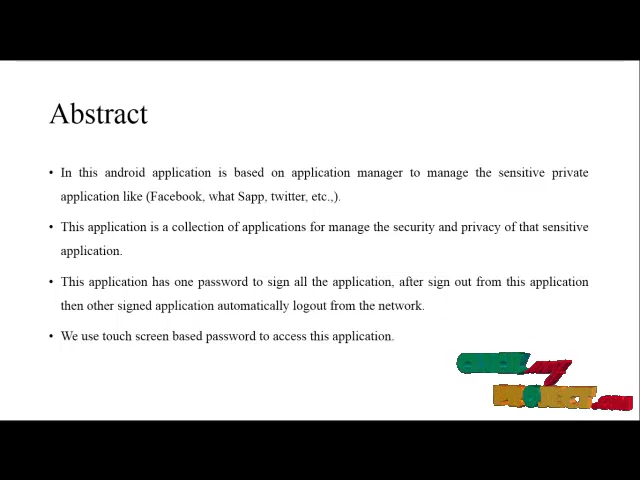 Abstract
• In this android application is based on application manager to manage the sensitive private
application like (Facebook, what Sapp, twitter, etc.,).
• This application is a collection of applications for manage the security and privacy of that sensitive
application.
• This application has one password to sign all the application, after sign out from this application
then other signed application automatically logout from the network.
• We use touch screen based password to access this application.